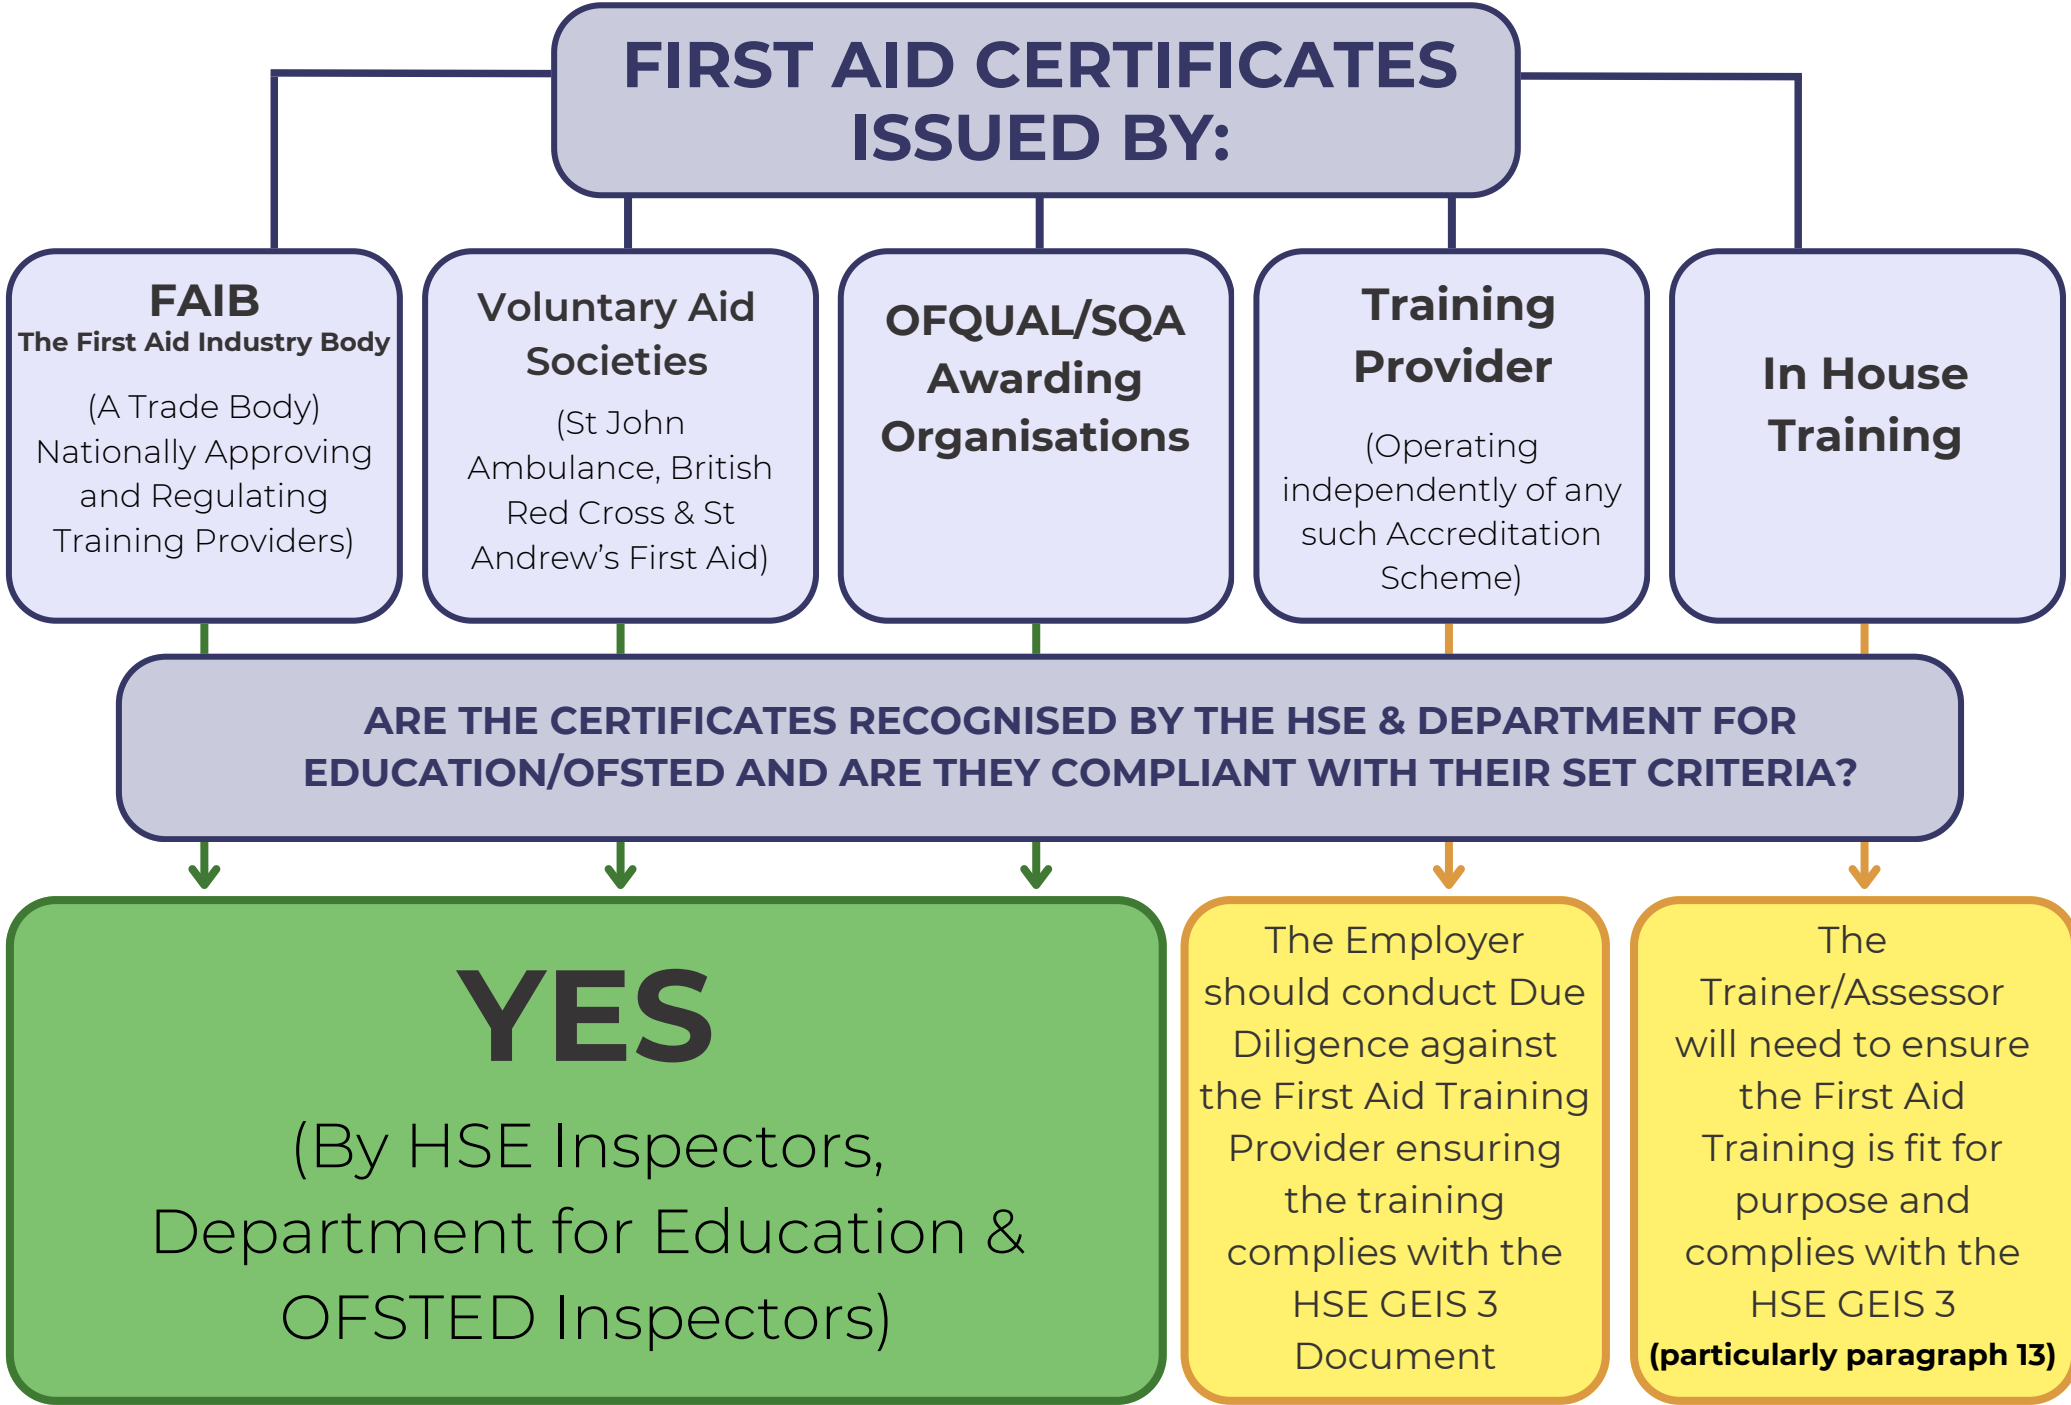 FIRST AID CERTIFICATES
ISSUED BY:
FAIB
The First Aid Industry Body
(A Trade Body)
Nationally Approving
and Regulating
Training Providers)
Voluntary Aid
Societies
(St John
Ambulance, British
Red Cross & St
Andrew’s First Aid)
OFQUAL/SQA
Awarding
Organisations
Training
Provider
(Operating
independently of any
such Accreditation
Scheme)
In House
Training
ARE THE CERTIFICATES RECOGNISED BY THE HSE & DEPARTMENT FOR
EDUCATION/OFSTED AND ARE THEY COMPLIANT WITH THEIR SET CRITERIA?
YES
(By HSE Inspectors,
Department for Education &
OFSTED Inspectors)
The Employer
should conduct Due
Diligence against
the First Aid Training
Provider ensuring
the training
complies with the
HSE GEIS 3
Document
The
Trainer/Assessor
will need to ensure
the First Aid
Training is fit for
purpose and
complies with the
HSE GEIS 3
(particularly paragraph 13)